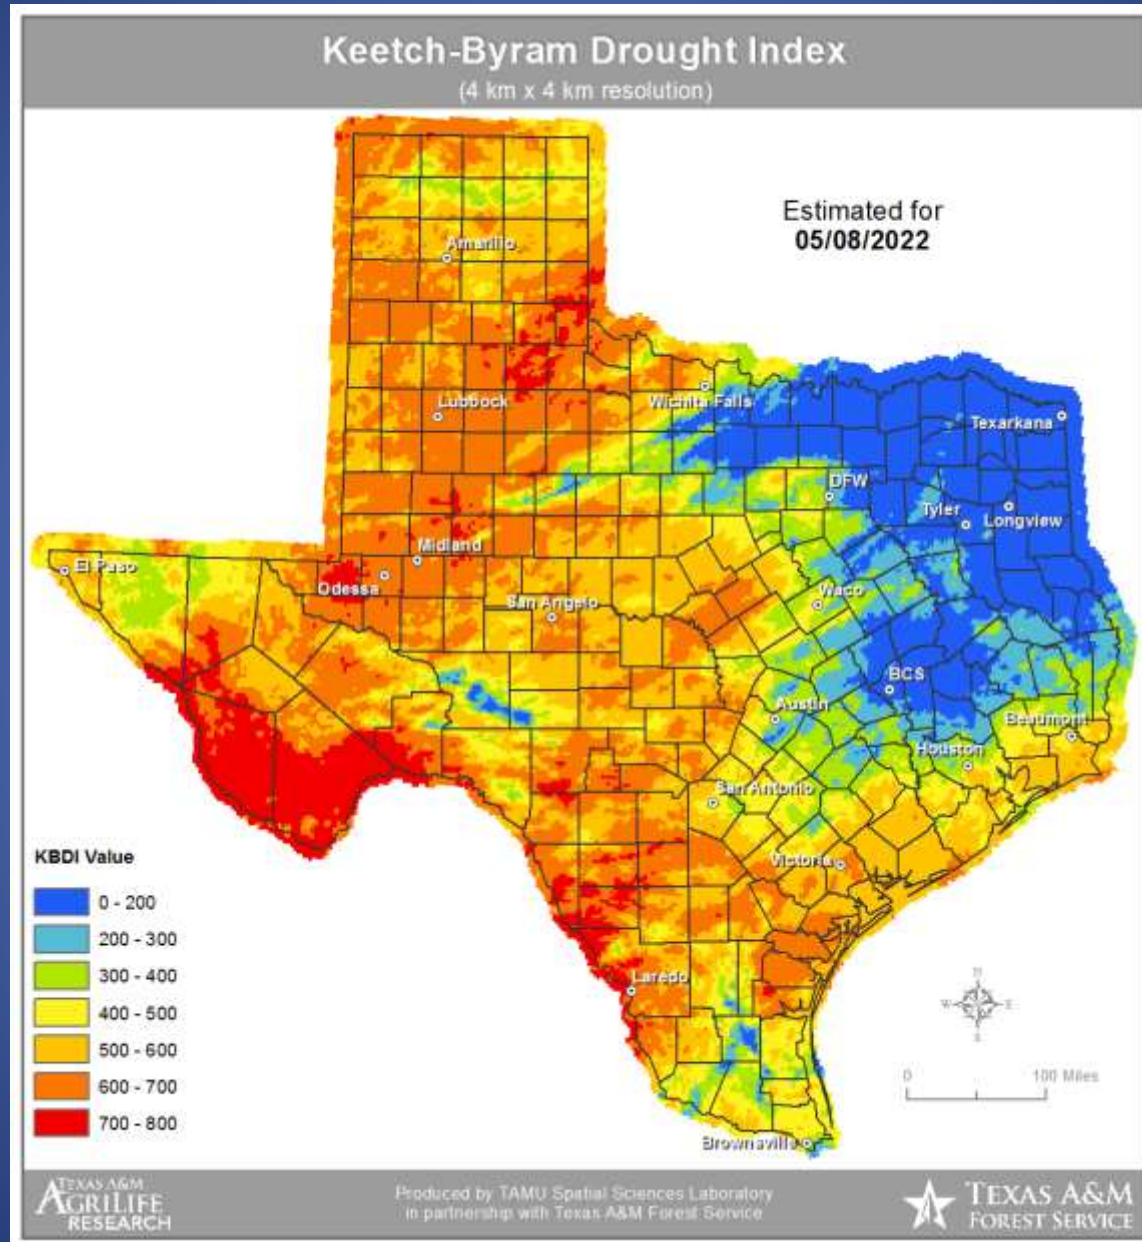 Keetch-Byram Drought Index
(4 km x 4 km resolution)
Estimated for
05/08/2022
Amarillo
Lubbock
Wichita Falls
Texarkana
DFW
Tyler
Longview
Midland
El Paso
Odessa
San Angelo
Waco
BCS
Austin
Beaumont
Houston
San Antonio
Victoria
Laredo
Brownsville
KBDI Value
0 - 200
200 - 300
300 - 400
400 - 500
500 - 600
600 - 700
700 - 800
N
W
E
S
0
100 Miles
TEXAS A&M
AGRILIFE
RESEARCH
Produced by TAMU Spatial Sciences Laboratory
in partnership with Texas A&M Forest Service
TEXAS A&M
FOREST SERVICE